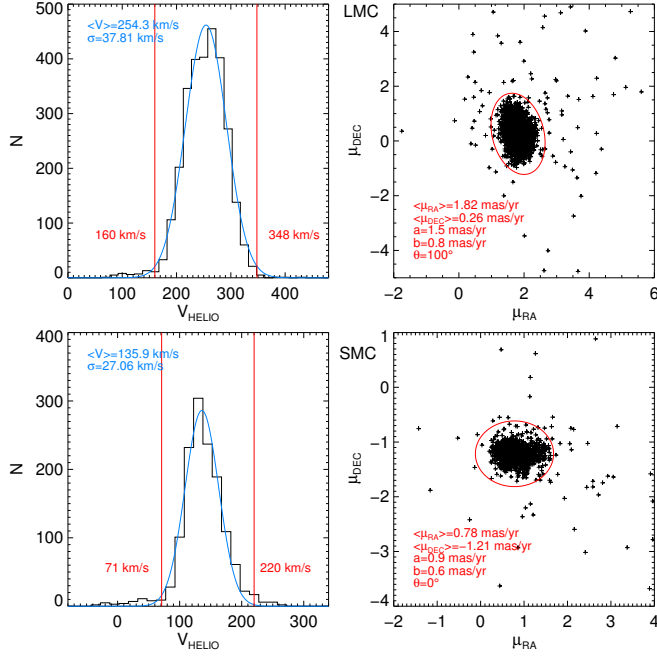 LMC
<V>=254.3 km/s
σ=37.81 km/s
160 km/s
348 km/s
N
500
400
300
200
100
0
0 100 200 300 400
V_HELIO
<μ_RA>=1.82 mas/yr
<μ_DEC>=0.26 mas/yr
a=1.5 mas/yr
b=0.8 mas/yr
θ=100°
μ_DEC
4
2
0
−2
−4
−2 0 2 4 6
μ_RA
SMC
<V>=135.9 km/s
σ=27.06 km/s
71 km/s
220 km/s
N
400
300
200
100
0
0 100 200 300
V_HELIO
<μ_RA>=0.78 mas/yr
<μ_DEC>=−1.21 mas/yr
a=0.9 mas/yr
b=0.6 mas/yr
θ=0°
μ_DEC
1
0
−1
−2
−3
−4
−2 −1 0 1 2 3 4
μ_RA